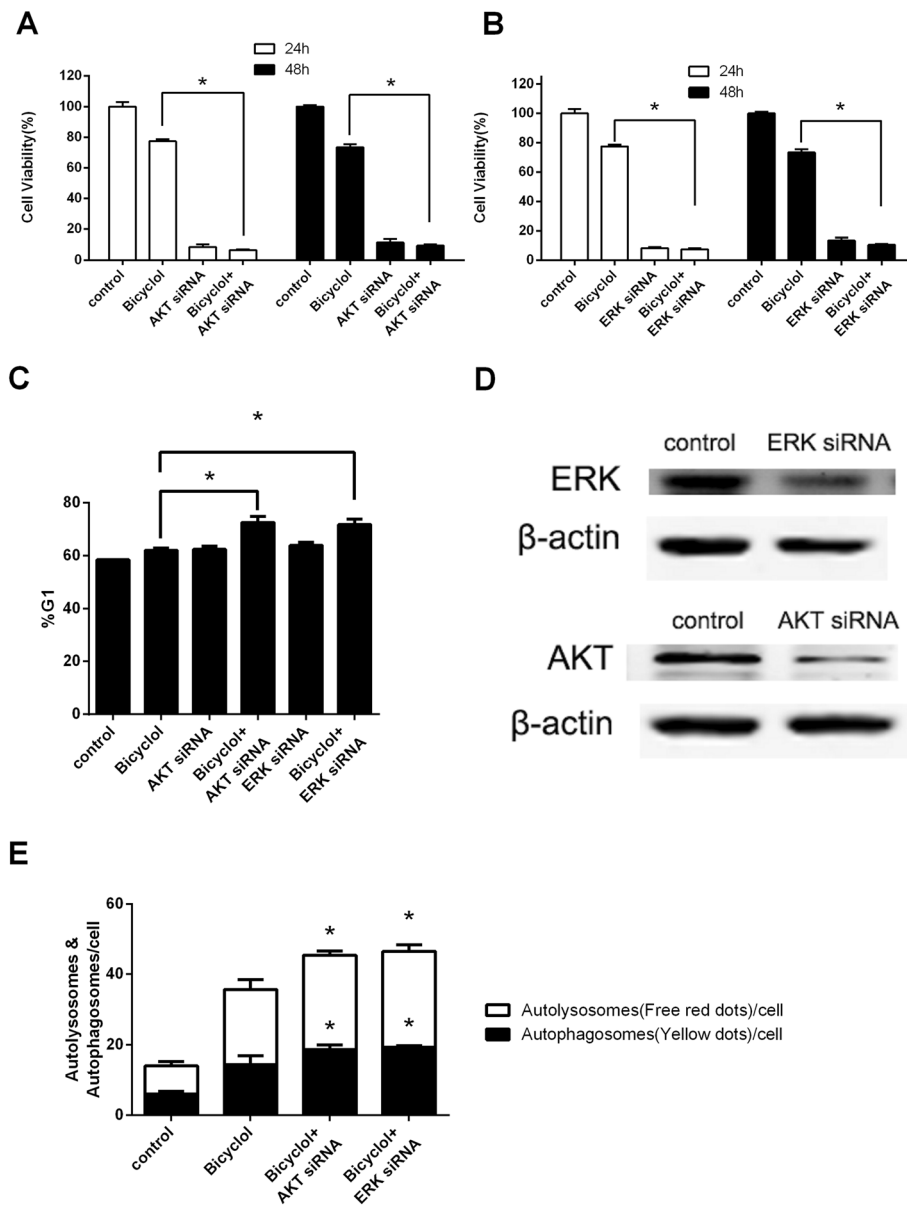 A
24h
48h
*
*
Cell Viability(%)
120
100
80
60
40
20
0
control
Bicyclol
AKT siRNA
Bicyclol+
AKT siRNA
control
Bicyclol
AKT siRNA
Bicyclol+
AKT siRNA
B
24h
48h
*
*
Cell Viability(%)
120
100
80
60
40
20
0
control
Bicyclol
ERK siRNA
Bicyclol+
ERK siRNA
control
Bicyclol
ERK siRNA
Bicyclol+
ERK siRNA
C
*
*
%G1
80
60
40
20
0
control
Bicyclol
AKT siRNA
Bicyclol+
AKT siRNA
ERK siRNA
Bicyclol+
ERK siRNA
D
control ERK siRNA
ERK
β-actin
control AKT siRNA
AKT
β-actin
E
Autolysosomes &
Autophagosomes/cell
60
40
20
0
*
*
*
*
control
Bicyclol
Bicyclol+
AKT siRNA
Bicyclol+
ERK siRNA
Autolysosomes(Free red dots)/cell
Autophagosomes(Yellow dots)/cell